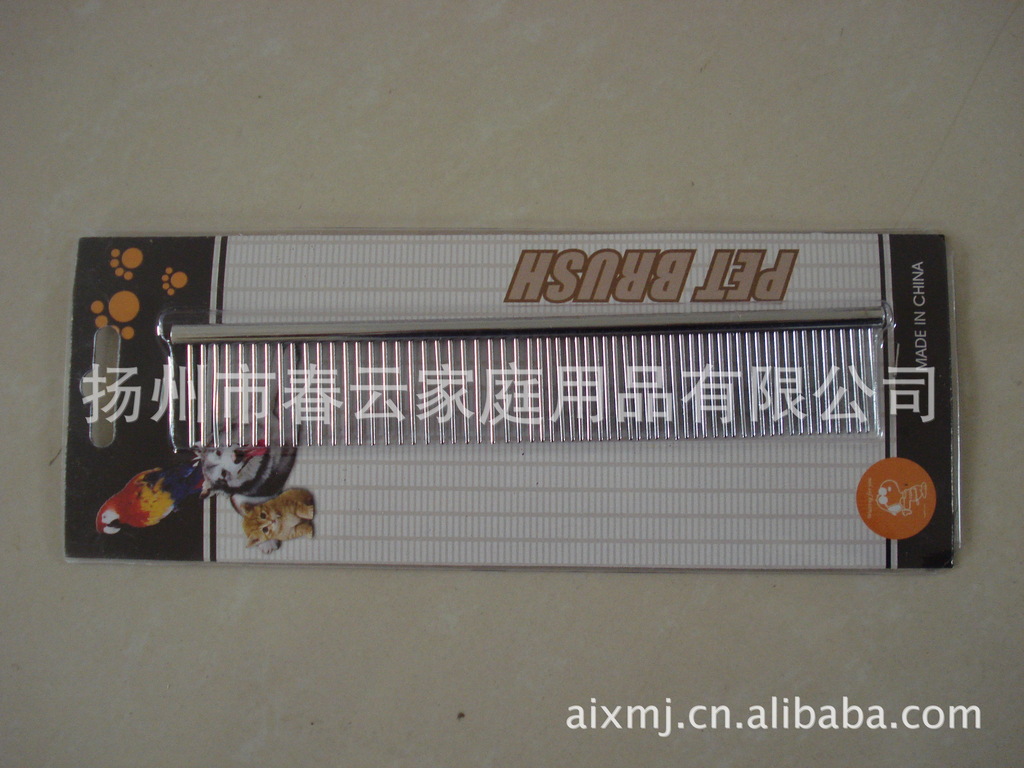 PET BRUSH
MADE IN CHINA
扬州市春云家庭用品有限公司
aixmj.cn.alibaba.com